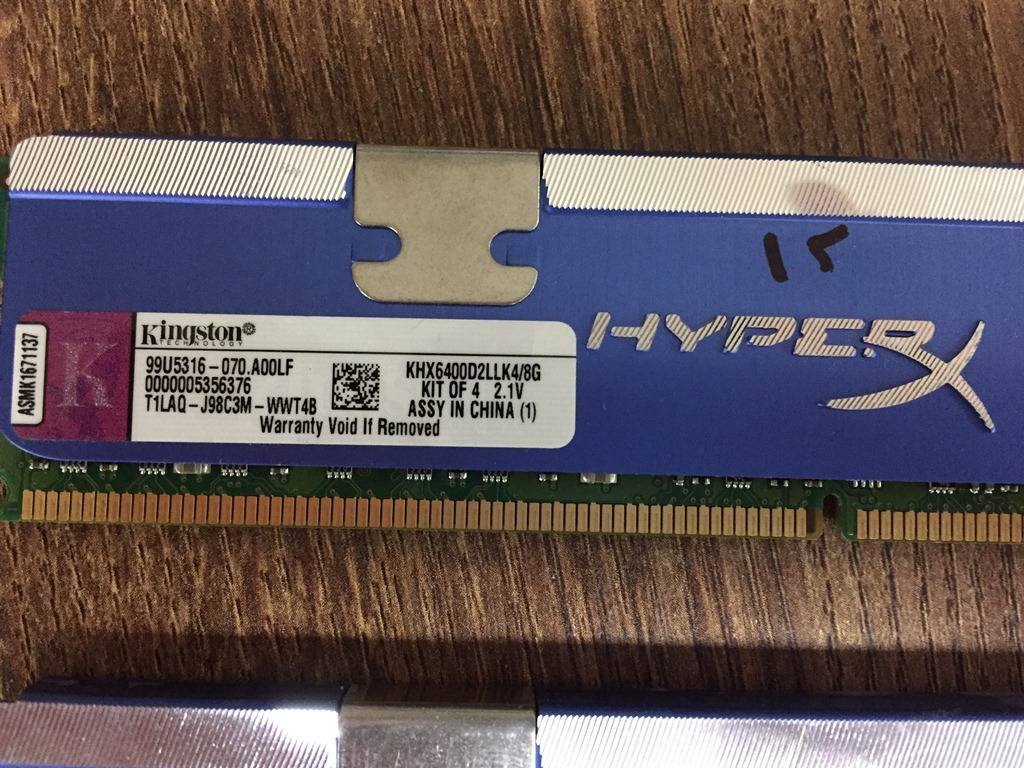 ١٢
HYPERX
ASMK1671137
K
Kingston
TECHNOLOGY
99U5316-070.A00LF
0000005356376
T1LAQ-J98C3M-WWT4B
KHX6400D2LLK4/8G
KIT OF 4 2.1V
ASSY IN CHINA (1)
Warranty Void If Removed